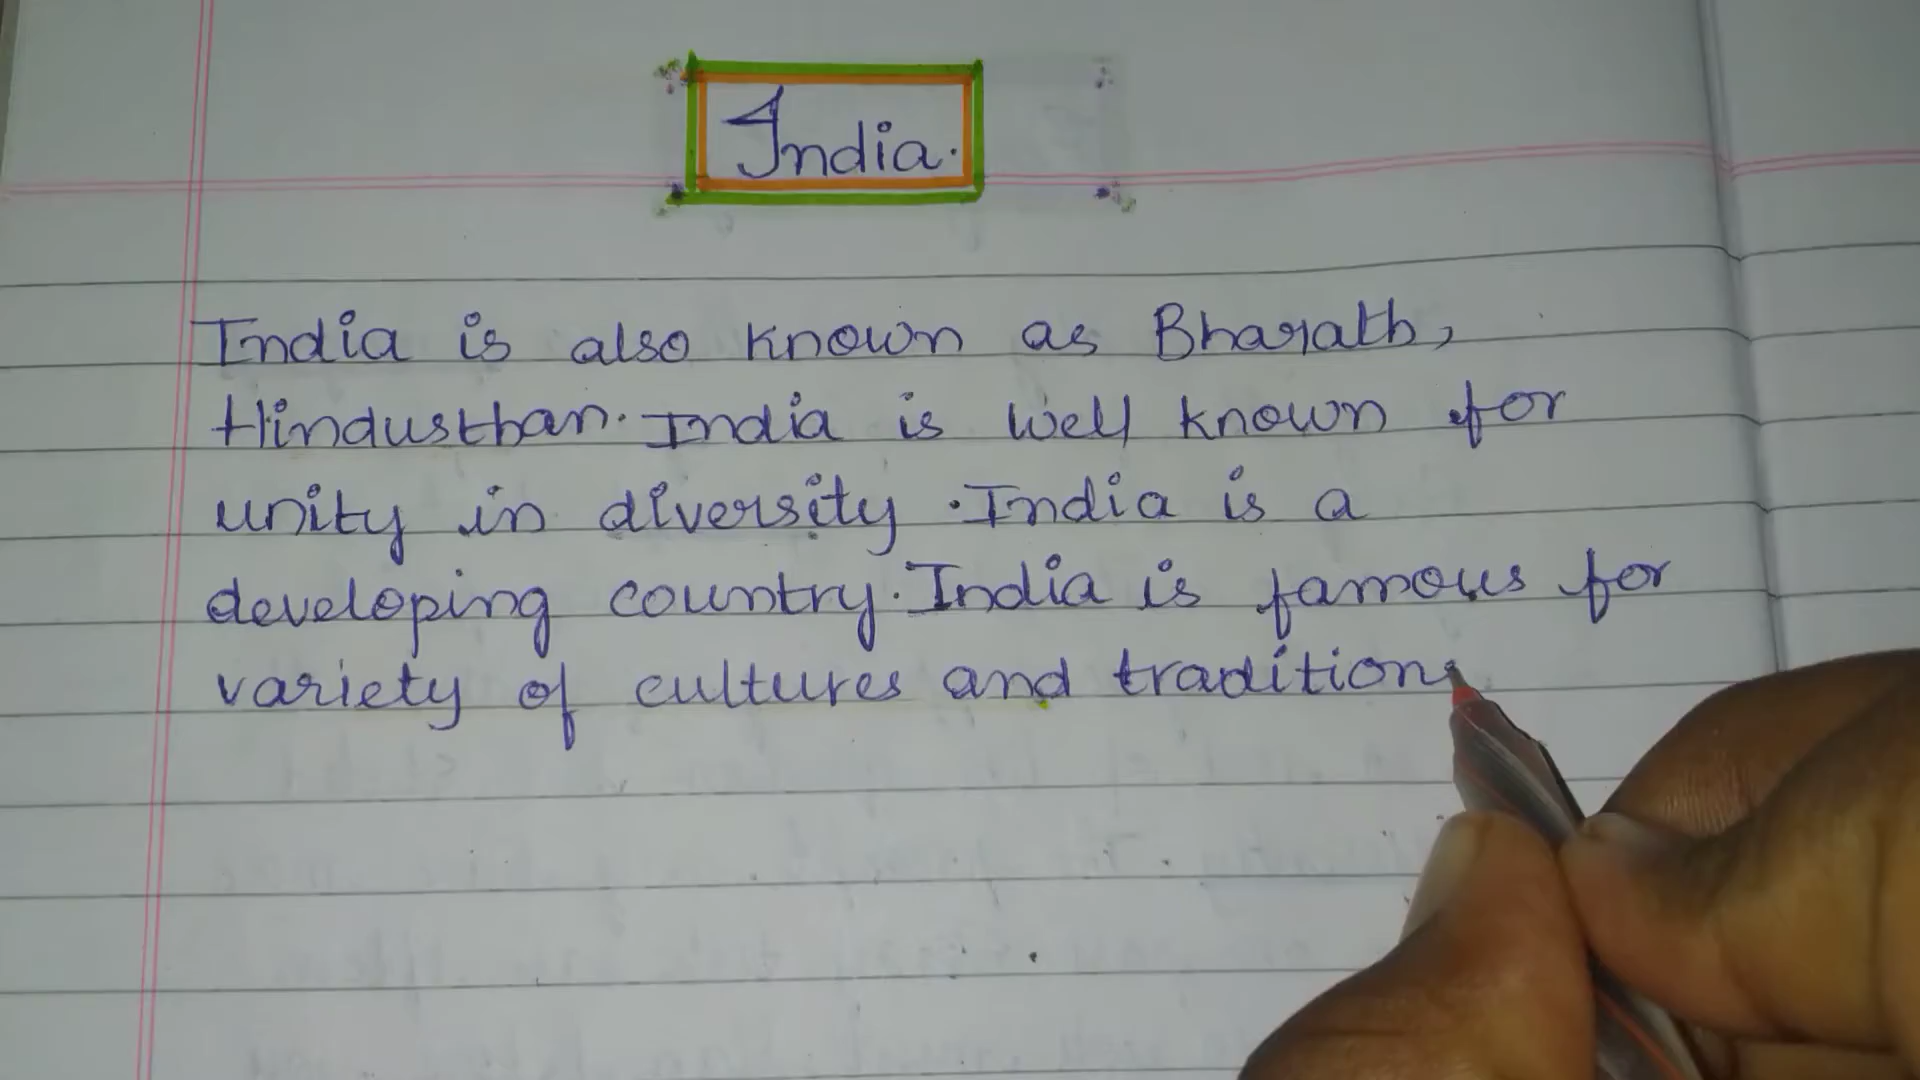 India.
India is also known as Bharath,
Hindusthan. India is well known for
unity in diversity. India is a
developing country. India is famous for
variety of cultures and traditions